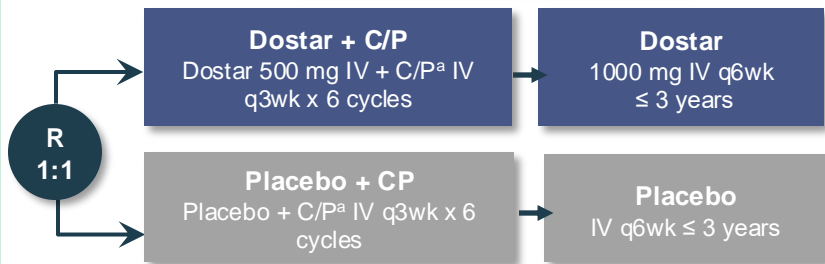 R
1:1
Dostar + C/P
Dostar 500 mg IV + C/Pᵃ IV
q3wk x 6 cycles
Dostar
1000 mg IV q6wk
≤ 3 years
Placebo + CP
Placebo + C/Pᵃ IV q3wk x 6
cycles
Placebo
IV q6wk ≤ 3 years